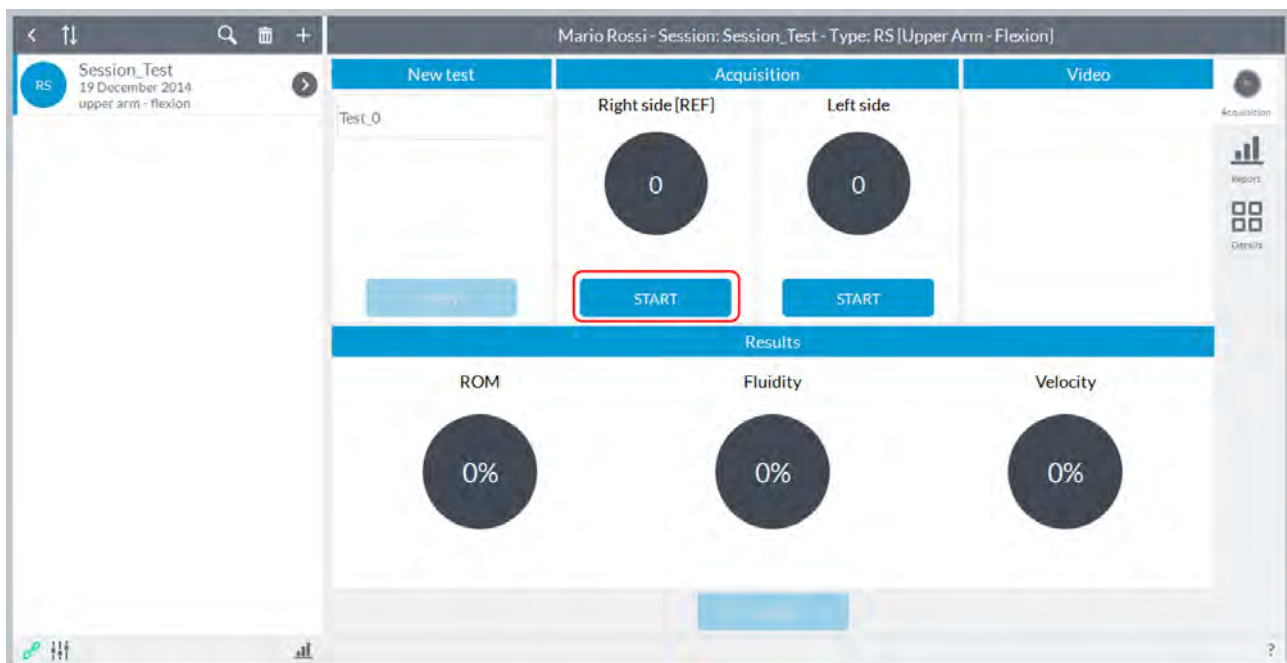 Mario Rossi - Session: Session_Test - Type: RS [Upper Arm - Flexion]
RS
Session_Test
19 December 2014
upper arm - flexion
New test
Acquisition
Video
Test_0
Right side [REF]
Left side
0
0
START
START
Acquisition
Report
Details
Results
ROM
Fluidity
Velocity
0%
0%
0%
?